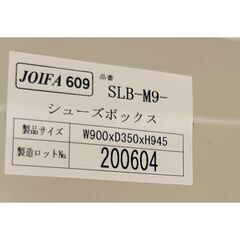 JOIFA 609
品番 SLB-M9-
シューズボックス
製品サイズ W900xD350xH945
製造ロットNo. 200604